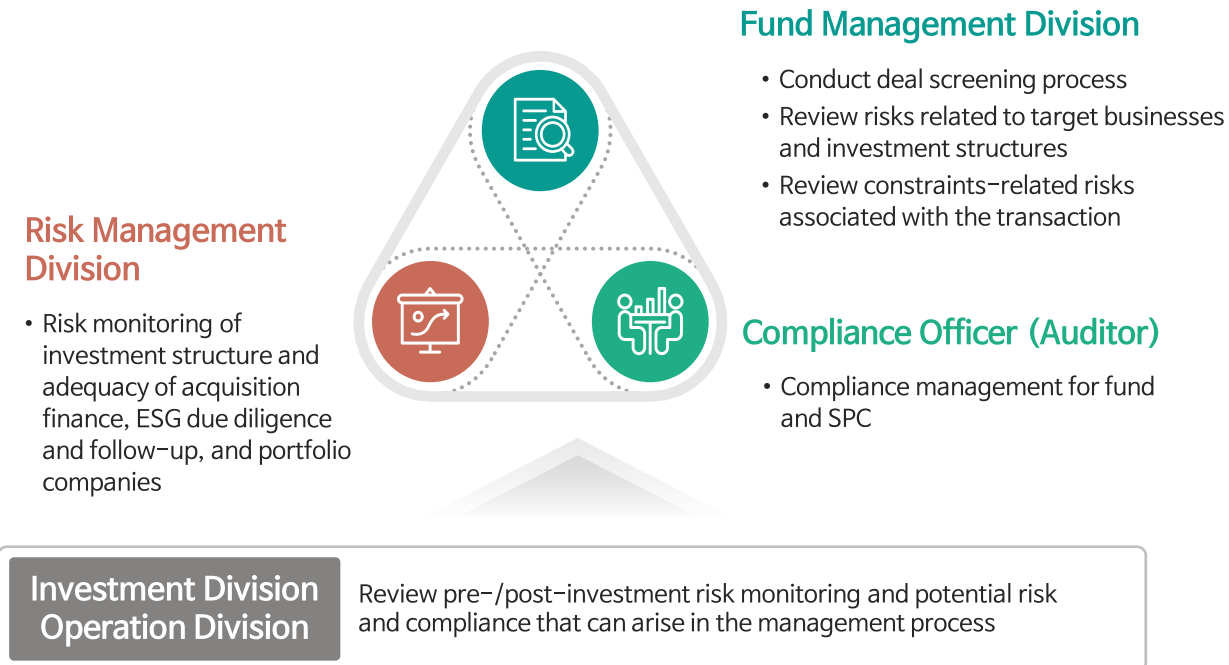 Fund Management Division
• Conduct deal screening process
• Review risks related to target businesses
and investment structures
• Review constraints-related risks
associated with the transaction
Risk Management
Division
• Risk monitoring of
investment structure and
adequacy of acquisition
finance, ESG due diligence
and follow-up, and portfolio
companies
Compliance Officer (Auditor)
• Compliance management for fund
and SPC
Investment Division
Operation Division
Review pre-/post-investment risk monitoring and potential risk
and compliance that can arise in the management process